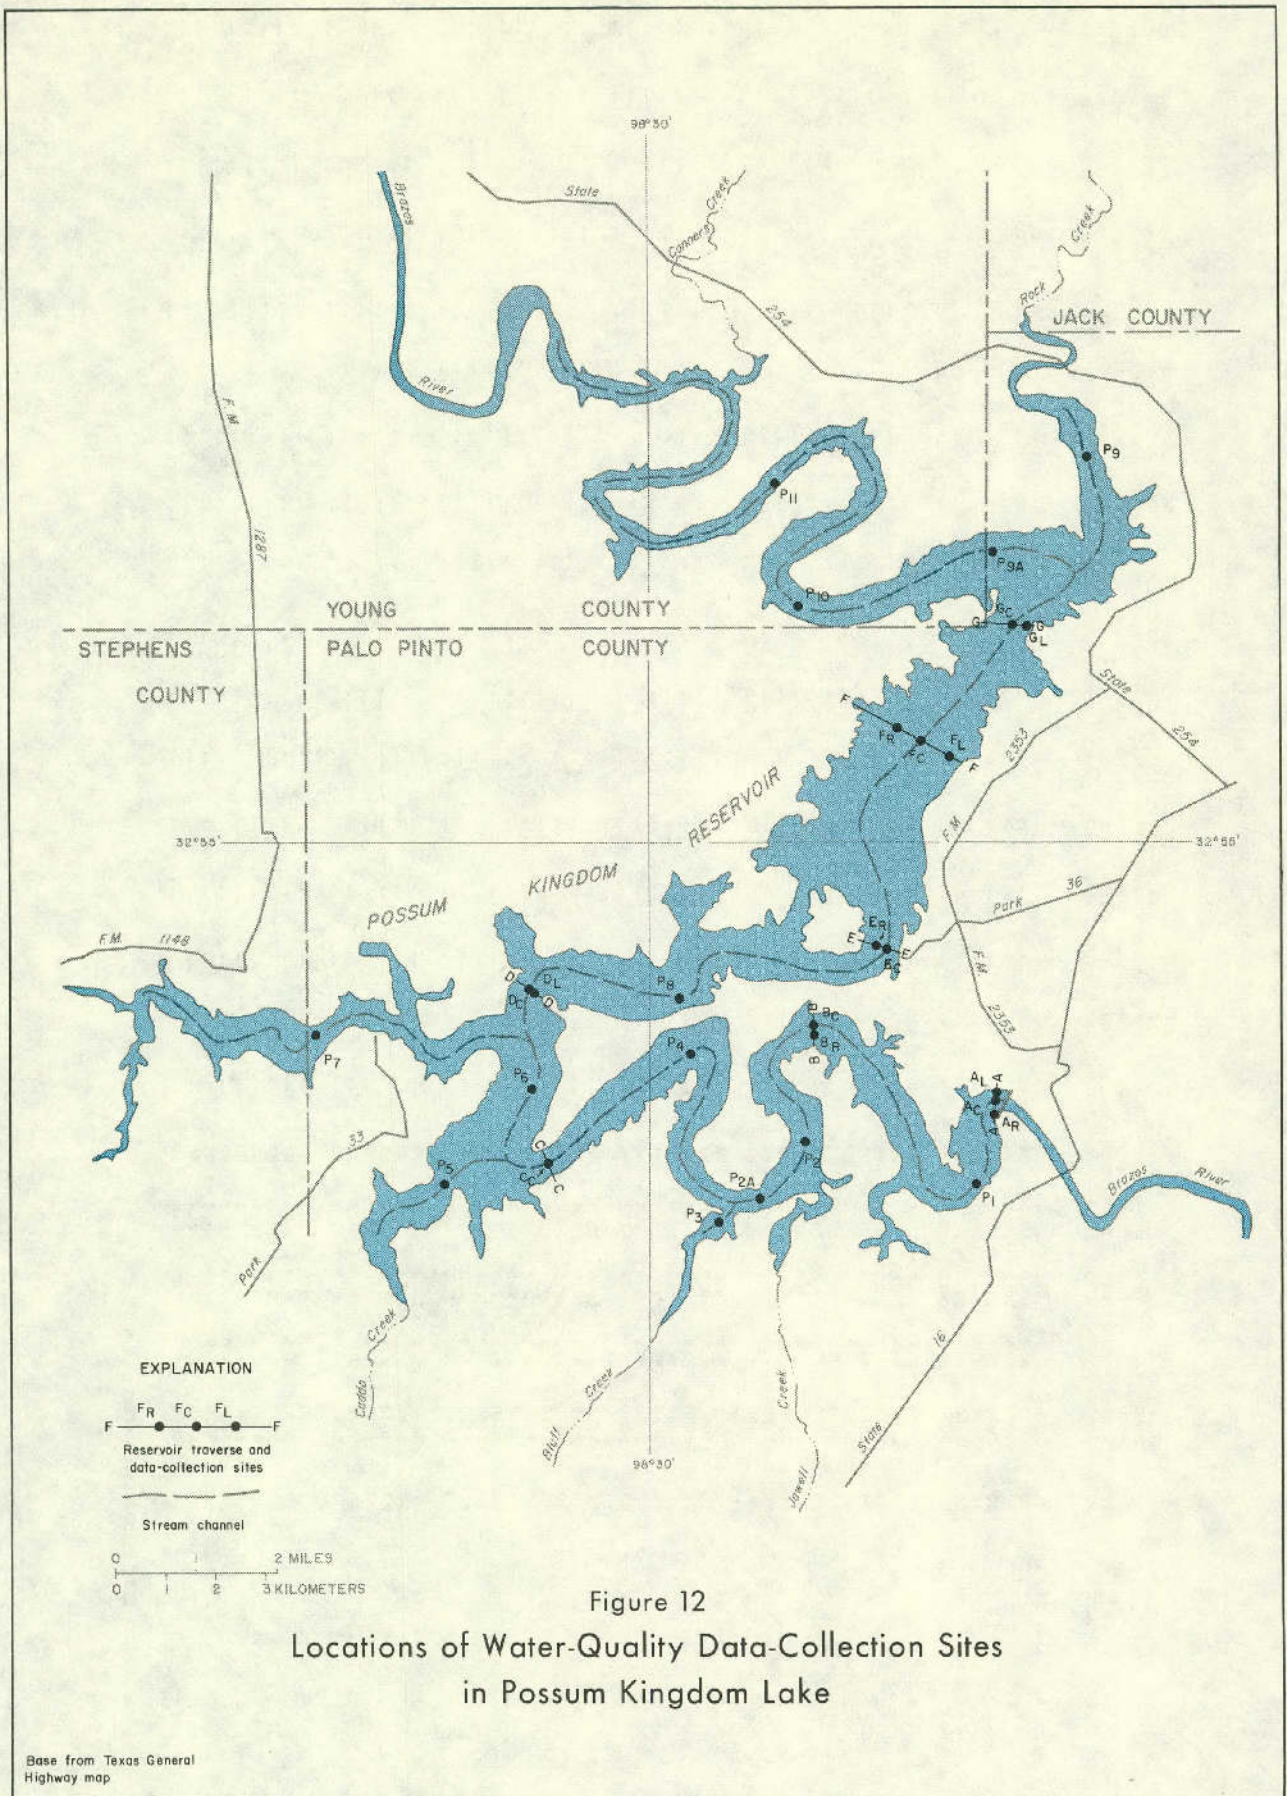 98°30'
State
Conners Creek
Brazos
Rock Creek
254
JACK COUNTY
River
F. M
P9
P11
1287
P9A
P10
YOUNG COUNTY
GC
G G
GL
STEPHENS
COUNTY
PALO PINTO COUNTY
State
254
F
FR FC FL
F
2353
F.M
RESERVOIR
32°55'
32°55'
KINGDOM
POSSUM
36
Park
F.M. 1148
ER
E E
EC
F.M
2353
D DL
DC D
P8
B BC
BR
B
P7
P4
P6
AL A
AC
A AR
33
C
CC C
P2
P5
P2A
P1
P3
Brazos River
Park
Caddo Creek
16
State
Bluff Creek
Jowell Creek
98°30'
EXPLANATION
FR FC FL
F F
Reservoir traverse and
data-collection sites
Stream channel
0 1 2 MILES
0 1 2 3 KILOMETERS
Figure 12
Locations of Water-Quality Data-Collection Sites
in Possum Kingdom Lake
Base from Texas General
Highway map